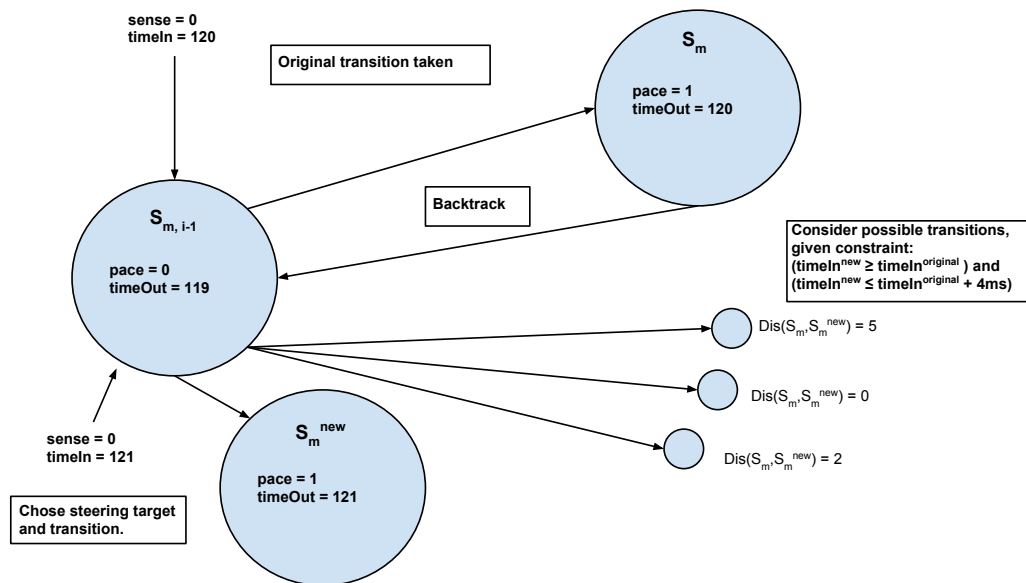 sense = 0
timeIn = 120
Original transition taken
S_m
pace = 1
timeOut = 120
Backtrack
S_m, i-1
pace = 0
timeOut = 119
Consider possible transitions,
given constraint:
(timeIn^new ≥ timeIn^original ) and
(timeIn^new ≤ timeIn^original + 4ms)
Dis(S_m,S_m^new) = 5
Dis(S_m,S_m^new) = 0
Dis(S_m,S_m^new) = 2
sense = 0
timeIn = 121
S_m^new
pace = 1
timeOut = 121
Chose steering target
and transition.